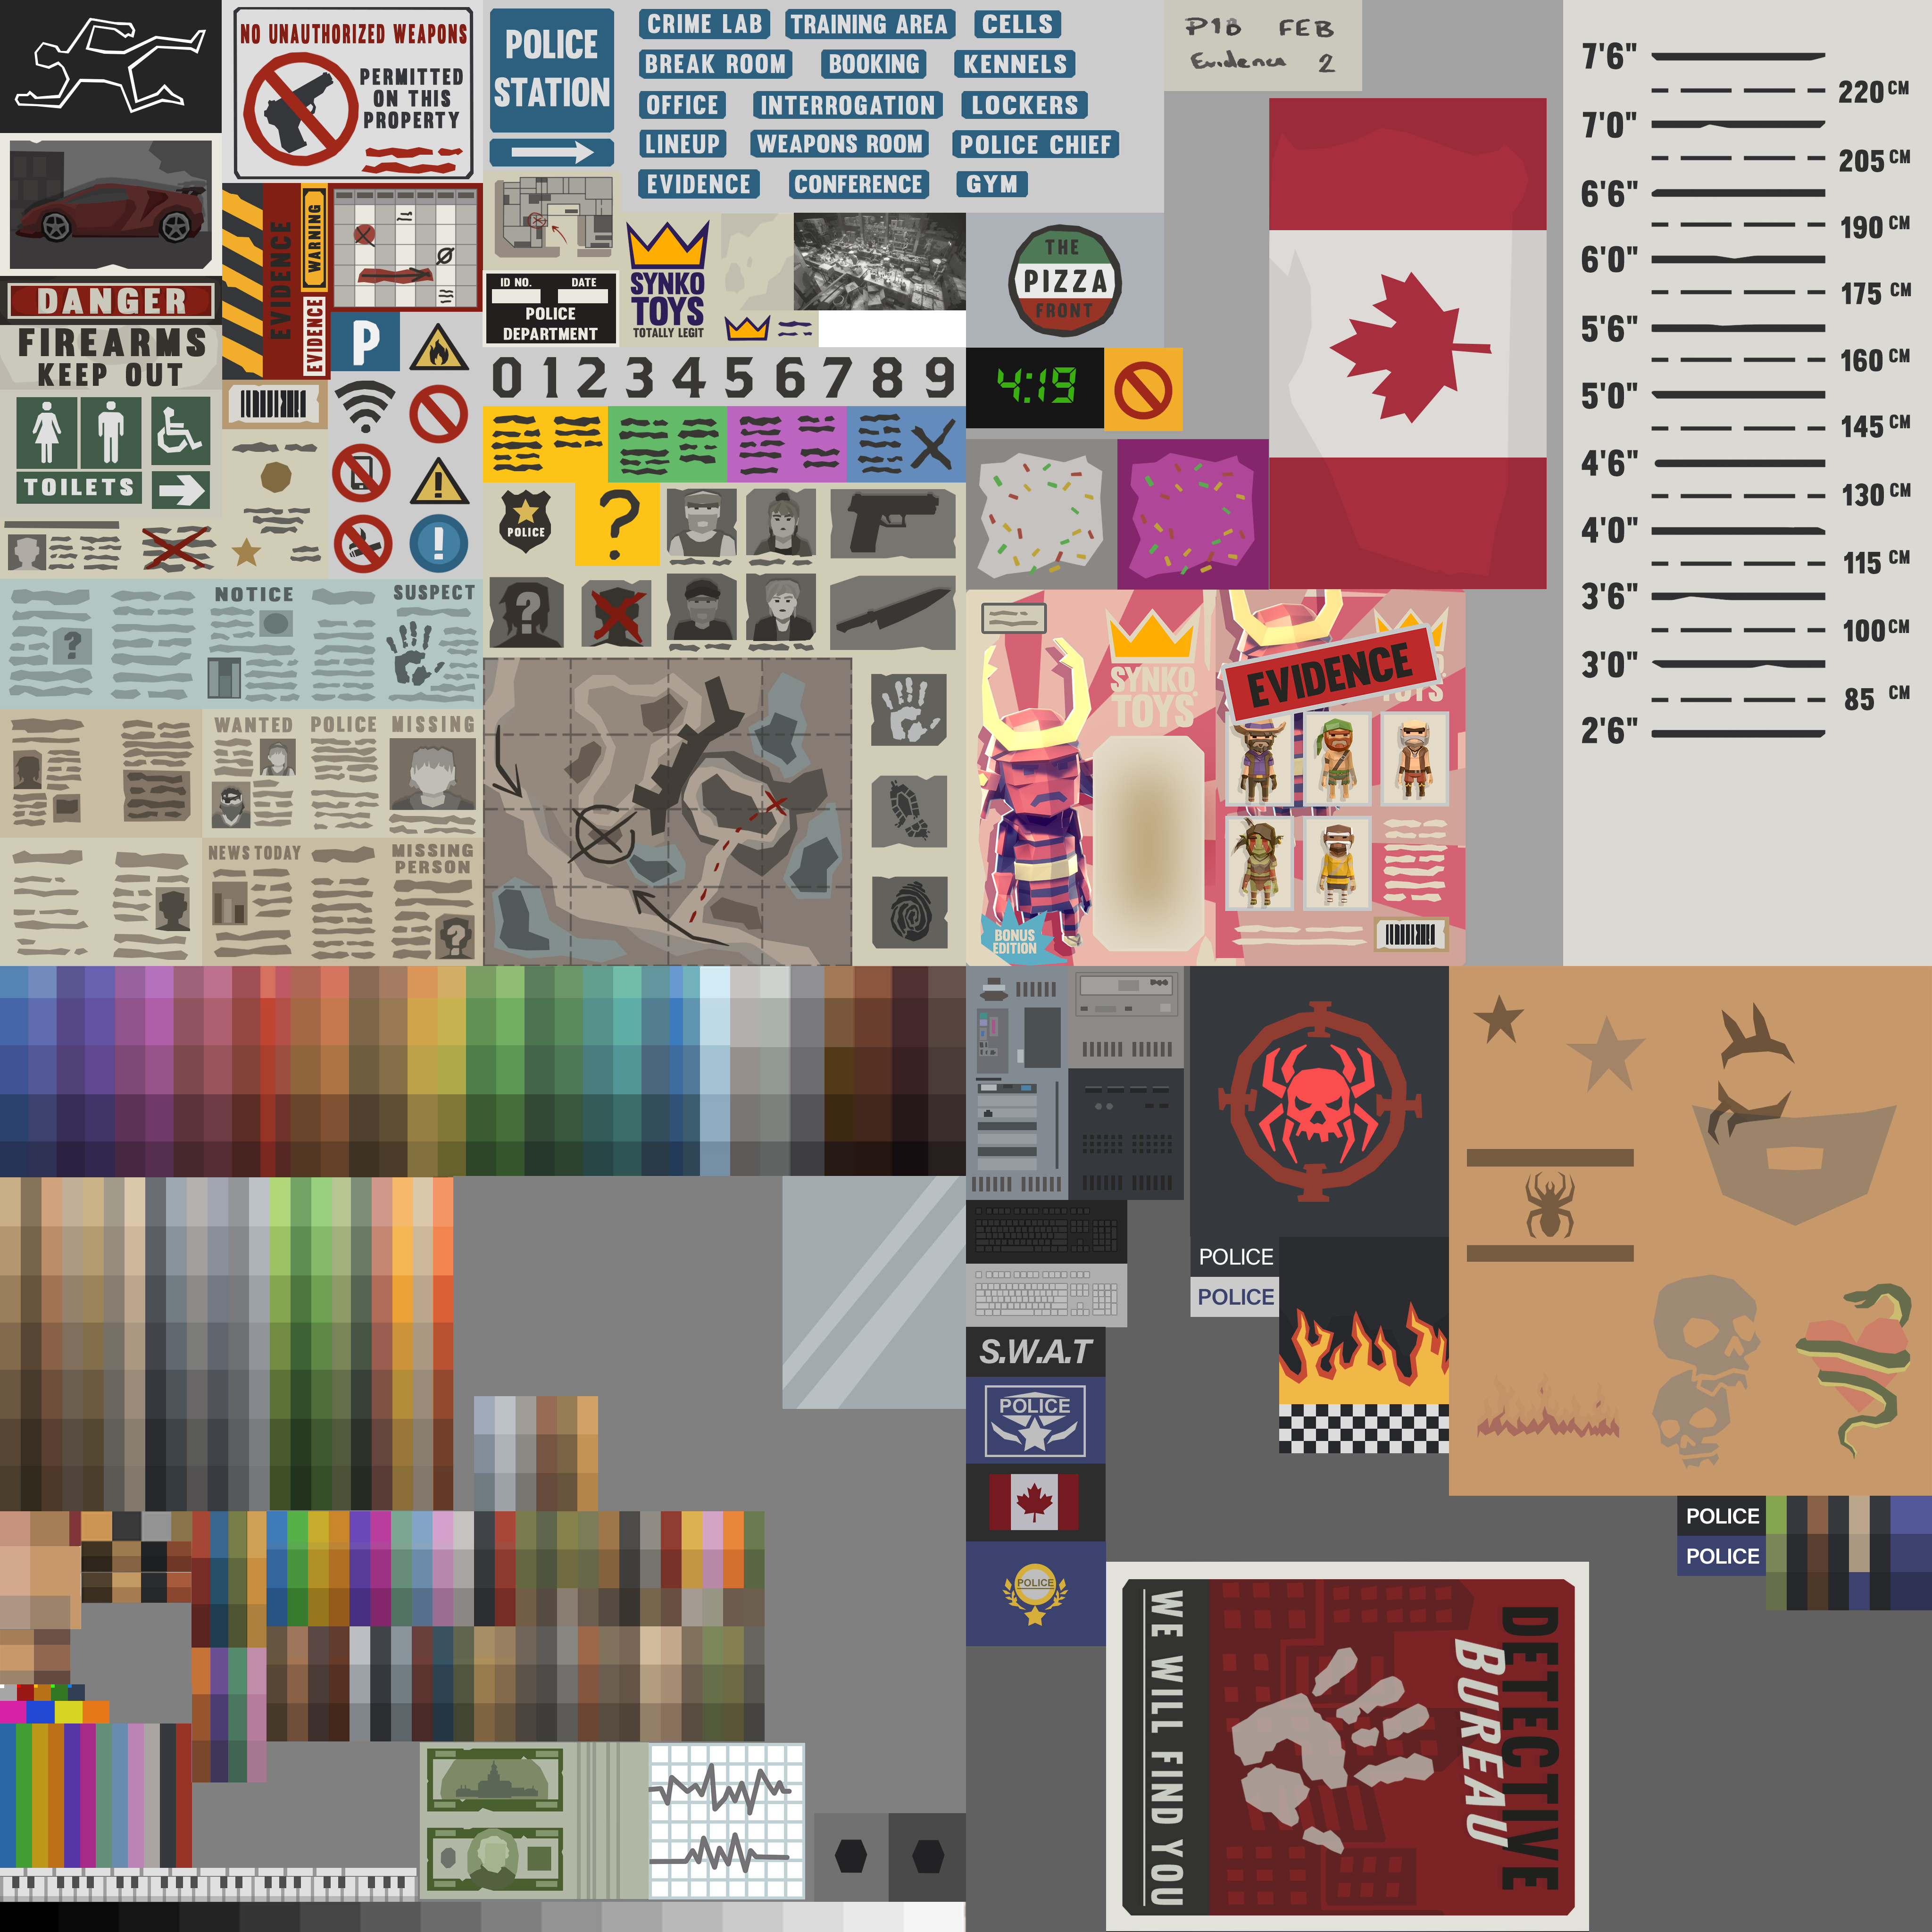 NO UNAUTHORIZED WEAPONS
PERMITTED
ON THIS
PROPERTY
POLICE
STATION
CRIME LAB
TRAINING AREA
CELLS
BREAK ROOM
BOOKING
KENNELS
OFFICE
INTERROGATION
LOCKERS
LINEUP
WEAPONS ROOM
POLICE CHIEF
EVIDENCE
CONFERENCE
GYM
P1B FEB
Evidence 2
7'6"
220 CM
7'0"
205 CM
6'6"
190 CM
6'0"
175 CM
5'6"
160 CM
5'0"
145 CM
4'6"
130 CM
4'0"
115 CM
3'6"
100 CM
3'0"
85 CM
2'6"
EVIDENCE
WARNING
EVIDENCE
DANGER
FIREARMS
KEEP OUT
P
ID NO. DATE
POLICE
DEPARTMENT
SYNKO
TOYS
TOTALLY LEGIT
THE
PIZZA
FRONT
0 1 2 3 4 5 6 7 8 9
4:19
TOILETS
!
!
POLICE
?
?
?
NOTICE
SUSPECT
WANTED
POLICE
MISSING
NEWS TODAY
MISSING
PERSON
?
SYNKO
TOYS
BONUS
EDITION
EVIDENCE
TOYS
POLICE
POLICE
S.W.A.T
POLICE
POLICE
POLICE
POLICE
DETECTIVE
BUREAU
WE WILL FIND YOU